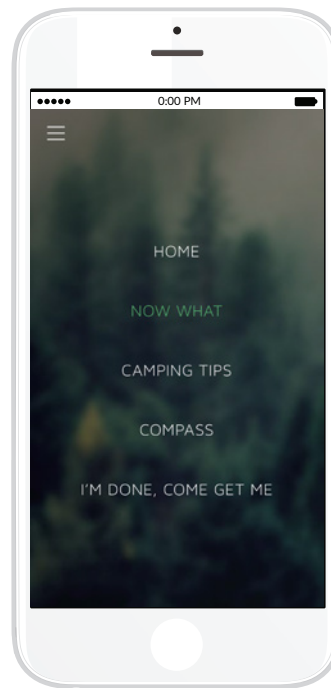 0:00 PM
HOME
NOW WHAT
CAMPING TIPS
COMPASS
I'M DONE, COME GET ME